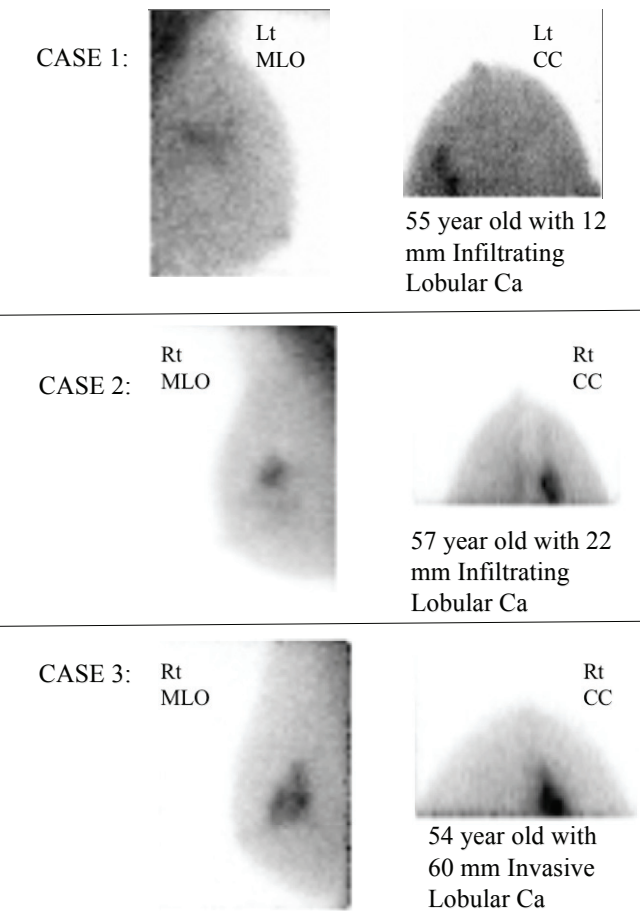 CASE 1:
Lt
MLO
Lt
CC
55 year old with 12
mm Infiltrating
Lobular Ca
CASE 2:
Rt
MLO
Rt
CC
57 year old with 22
mm Infiltrating
Lobular Ca
CASE 3:
Rt
MLO
Rt
CC
54 year old with
60 mm Invasive
Lobular Ca